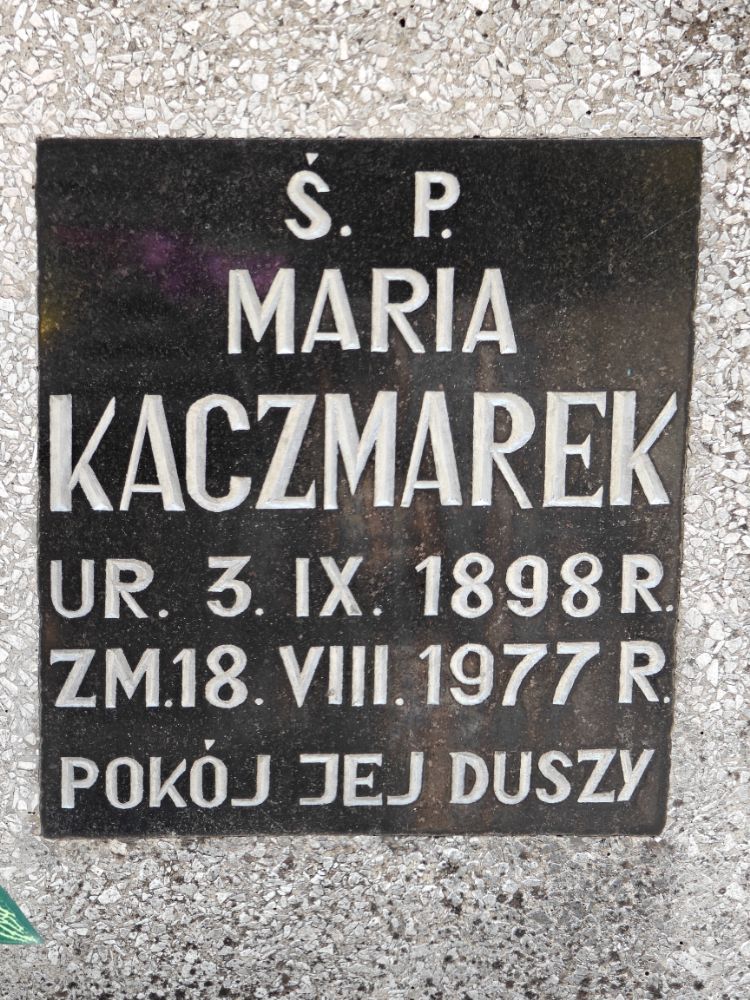 Ś. P.
MARIA
KACZMAREK
UR. 3. IX. 1898 R.
ZM.18. VIII. 1977 R.
POKÓJ JEJ DUSZY